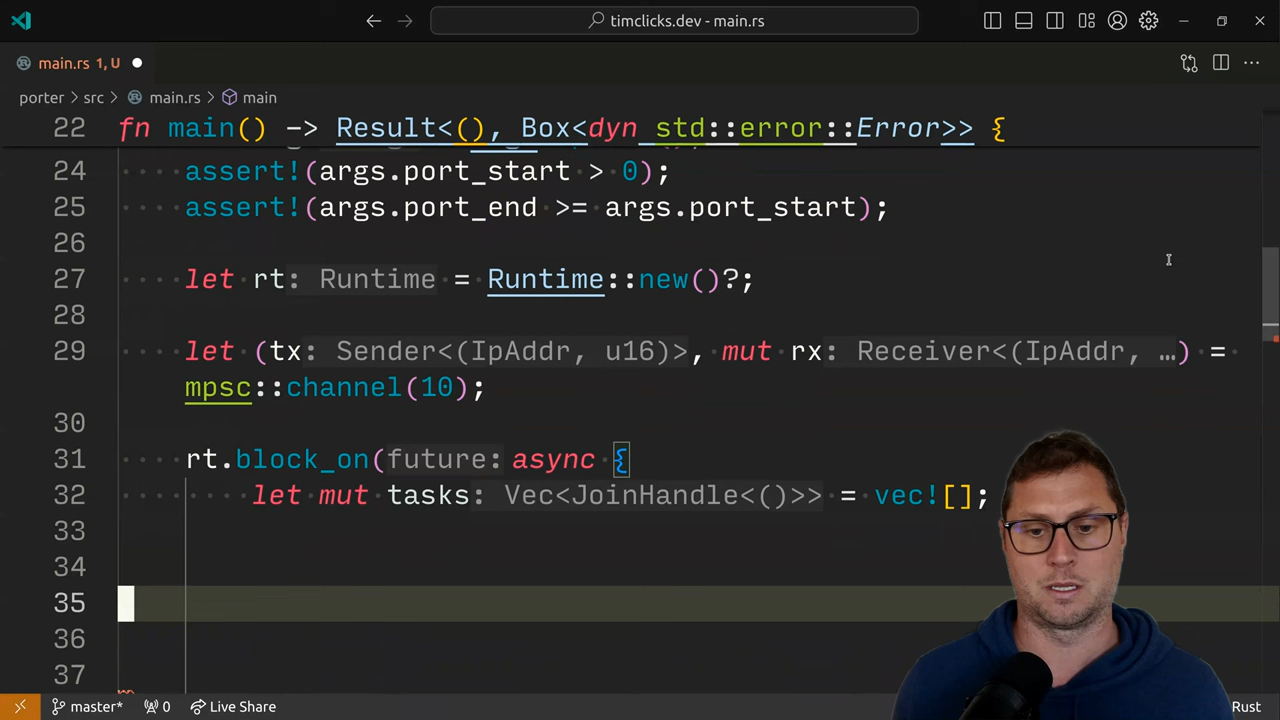 timclicks.dev - main.rs
main.rs 1, U
porter > src > main.rs > main
22 fn main() -> Result<(), Box<dyn std::error::Error>> {
24 assert!(args.port_start > 0);
25 assert!(args.port_end >= args.port_start);
26
27 let rt: Runtime = Runtime::new()?;
28
29 let (tx: Sender<(IpAddr, u16)>, mut rx: Receiver<(IpAddr, …) =
mpsc::channel(10);
30
31 rt.block_on(future: async {
32 let mut tasks: Vec<JoinHandle<()>> = vec![];
33
34
35
36
37
master* 0 Live Share Rust